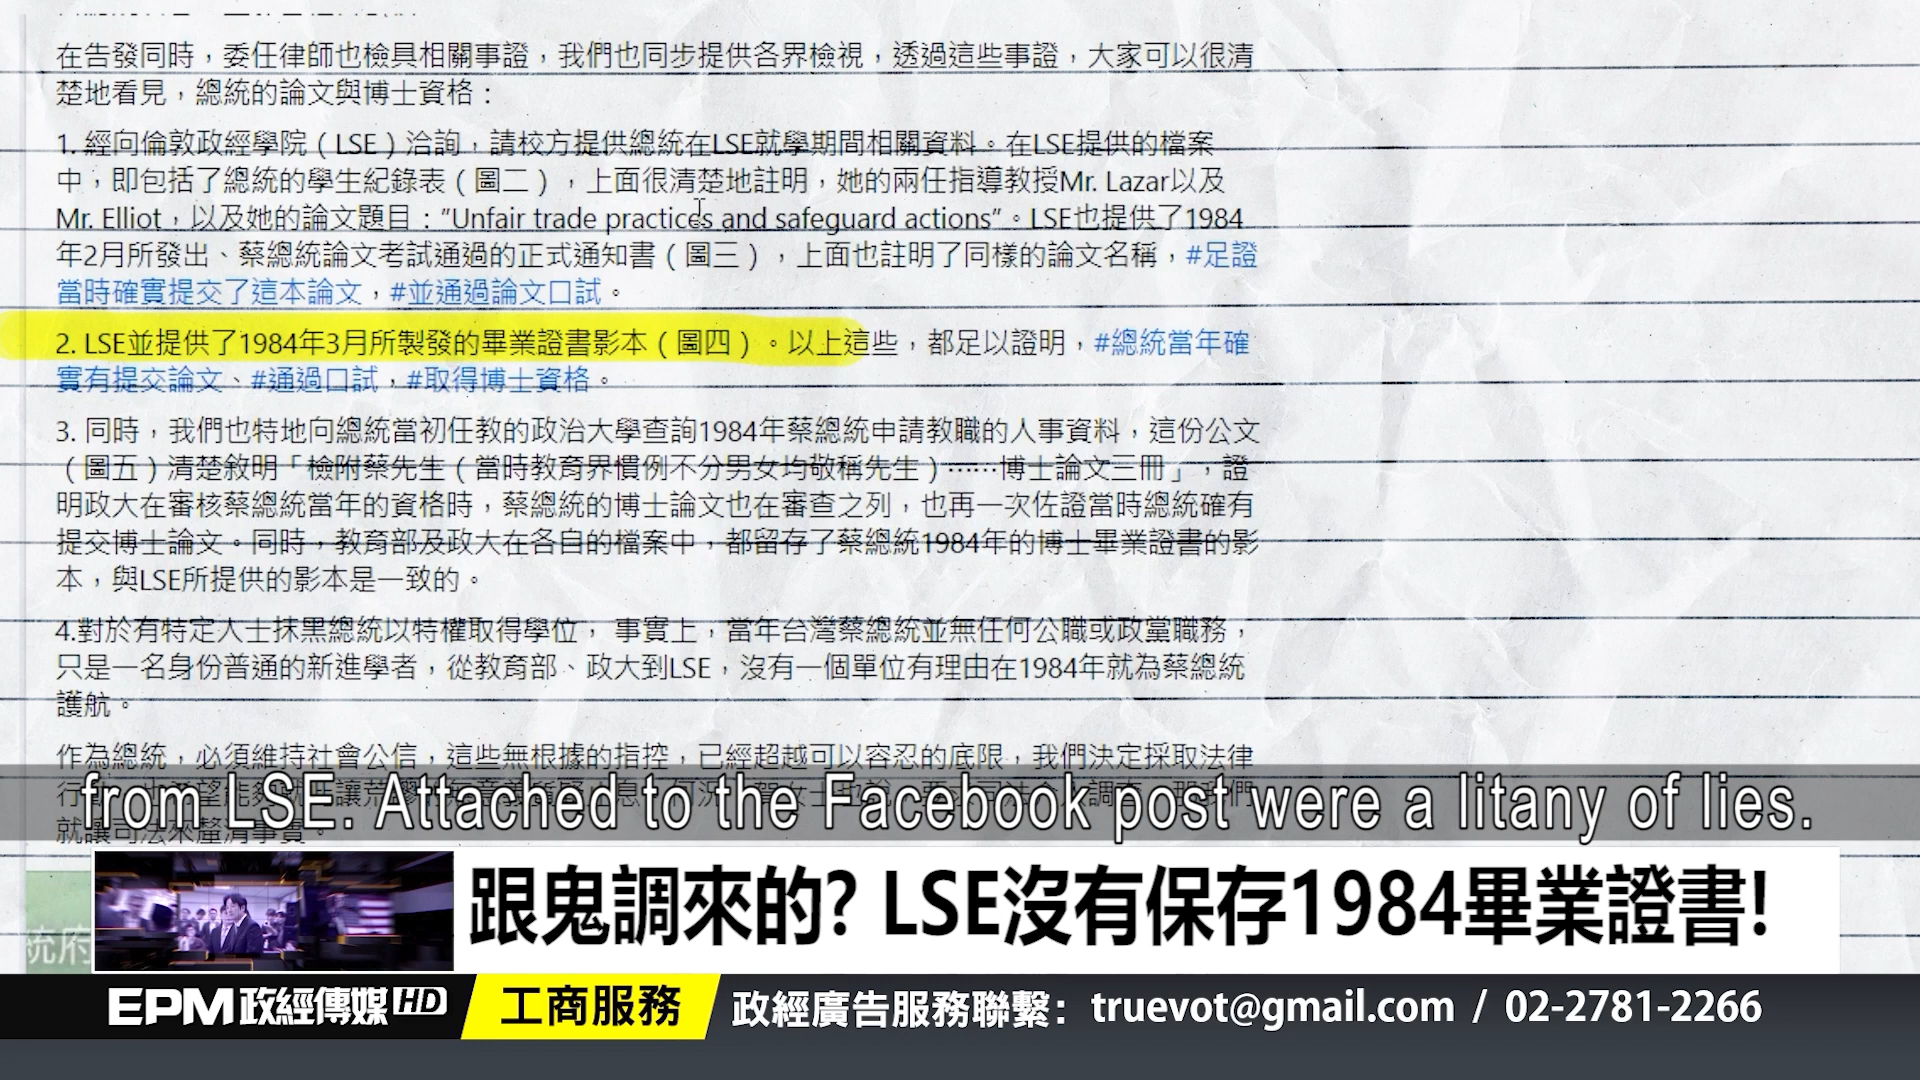 在告發同時，委任律師也檢具相關事證，我們也同步提供各界檢視，透過這些事證，大家可以很清
楚地看見，總統的論文與博士資格：
1. 經向倫敦政經學院（LSE）洽詢，請校方提供總統在LSE就學期間相關資料。在LSE提供的檔案
中，即包括了總統的學生紀錄表（圖二），上面很清楚地註明，她的兩任指導教授Mr. Lazar以及
Mr. Elliot，以及她的論文題目："Unfair trade practices and safeguard actions"。LSE也提供了1984
年2月所發出、蔡總統論文考試通過的正式通知書（圖三），上面也註明了同樣的論文名稱，#足證
當時確實提交了這本論文，#並通過論文口試。
2. LSE並提供了1984年3月所製發的畢業證書影本（圖四）。以上這些，都足以證明，#總統當年確
實有提交論文、#通過口試，#取得博士資格。
3. 同時，我們也特地向總統當初任教的政治大學查詢1984年蔡總統申請教職的人事資料，這份公文
（圖五）清楚敘明「檢附蔡先生（當時教育界慣例不分男女均敬稱先生）……博士論文三冊」，證
明政大在審核蔡總統當年的資格時，蔡總統的博士論文也在審查之列，也再一次佐證當時總統確有
提交博士論文。同時，教育部及政大在各自的檔案中，都留存了蔡總統1984年的博士畢業證書的影
本，與LSE所提供的影本是一致的。
4.對於有特定人士抹黑總統以特權取得學位， 事實上，當年台灣蔡總統並無任何公職或政黨職務，
只是一名身份普通的新進學者，從教育部、政大到LSE，沒有一個單位有理由在1984年就為蔡總統
護航。
作為總統，必須維持社會公信，這些無根據的指控，已經超越可以容忍的底限，我們決定採取法律
就讓司法來釐清事實。
from LSE. Attached to the Facebook post were a litany of lies.
跟鬼調來的? LSE沒有保存1984畢業證書!
統府
EPM政經傳媒HD 工商服務 政經廣告服務聯繫：truevot@gmail.com / 02-2781-2266